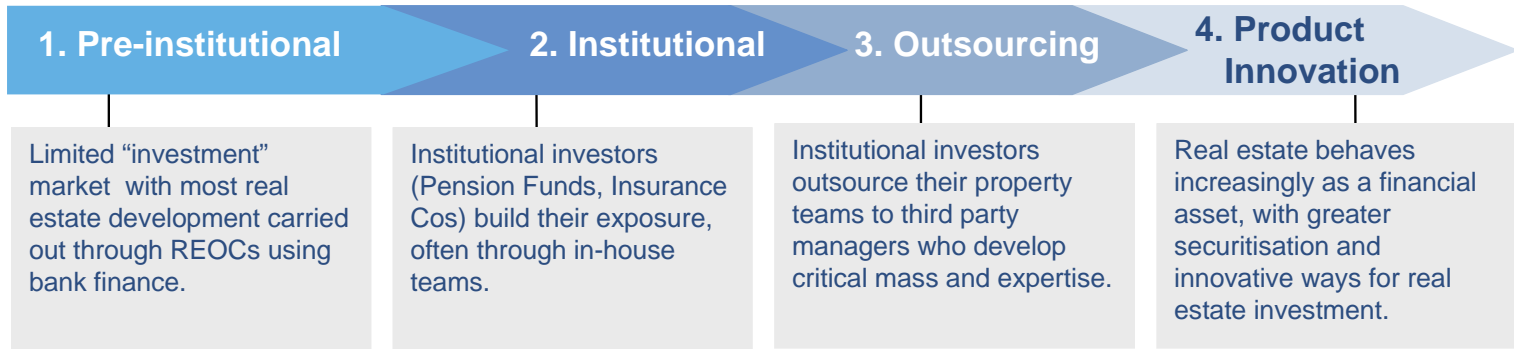 1. Pre-institutional
2. Institutional
3. Outsourcing
4. Product
Innovation
Limited “investment”
market with most real
estate development carried
out through REOCs using
bank finance.
Institutional investors
(Pension Funds, Insurance
Cos) build their exposure,
often through in-house
teams.
Institutional investors
outsource their property
teams to third party
managers who develop
critical mass and expertise.
Real estate behaves
increasingly as a financial
asset, with greater
securitisation and
innovative ways for real
estate investment.